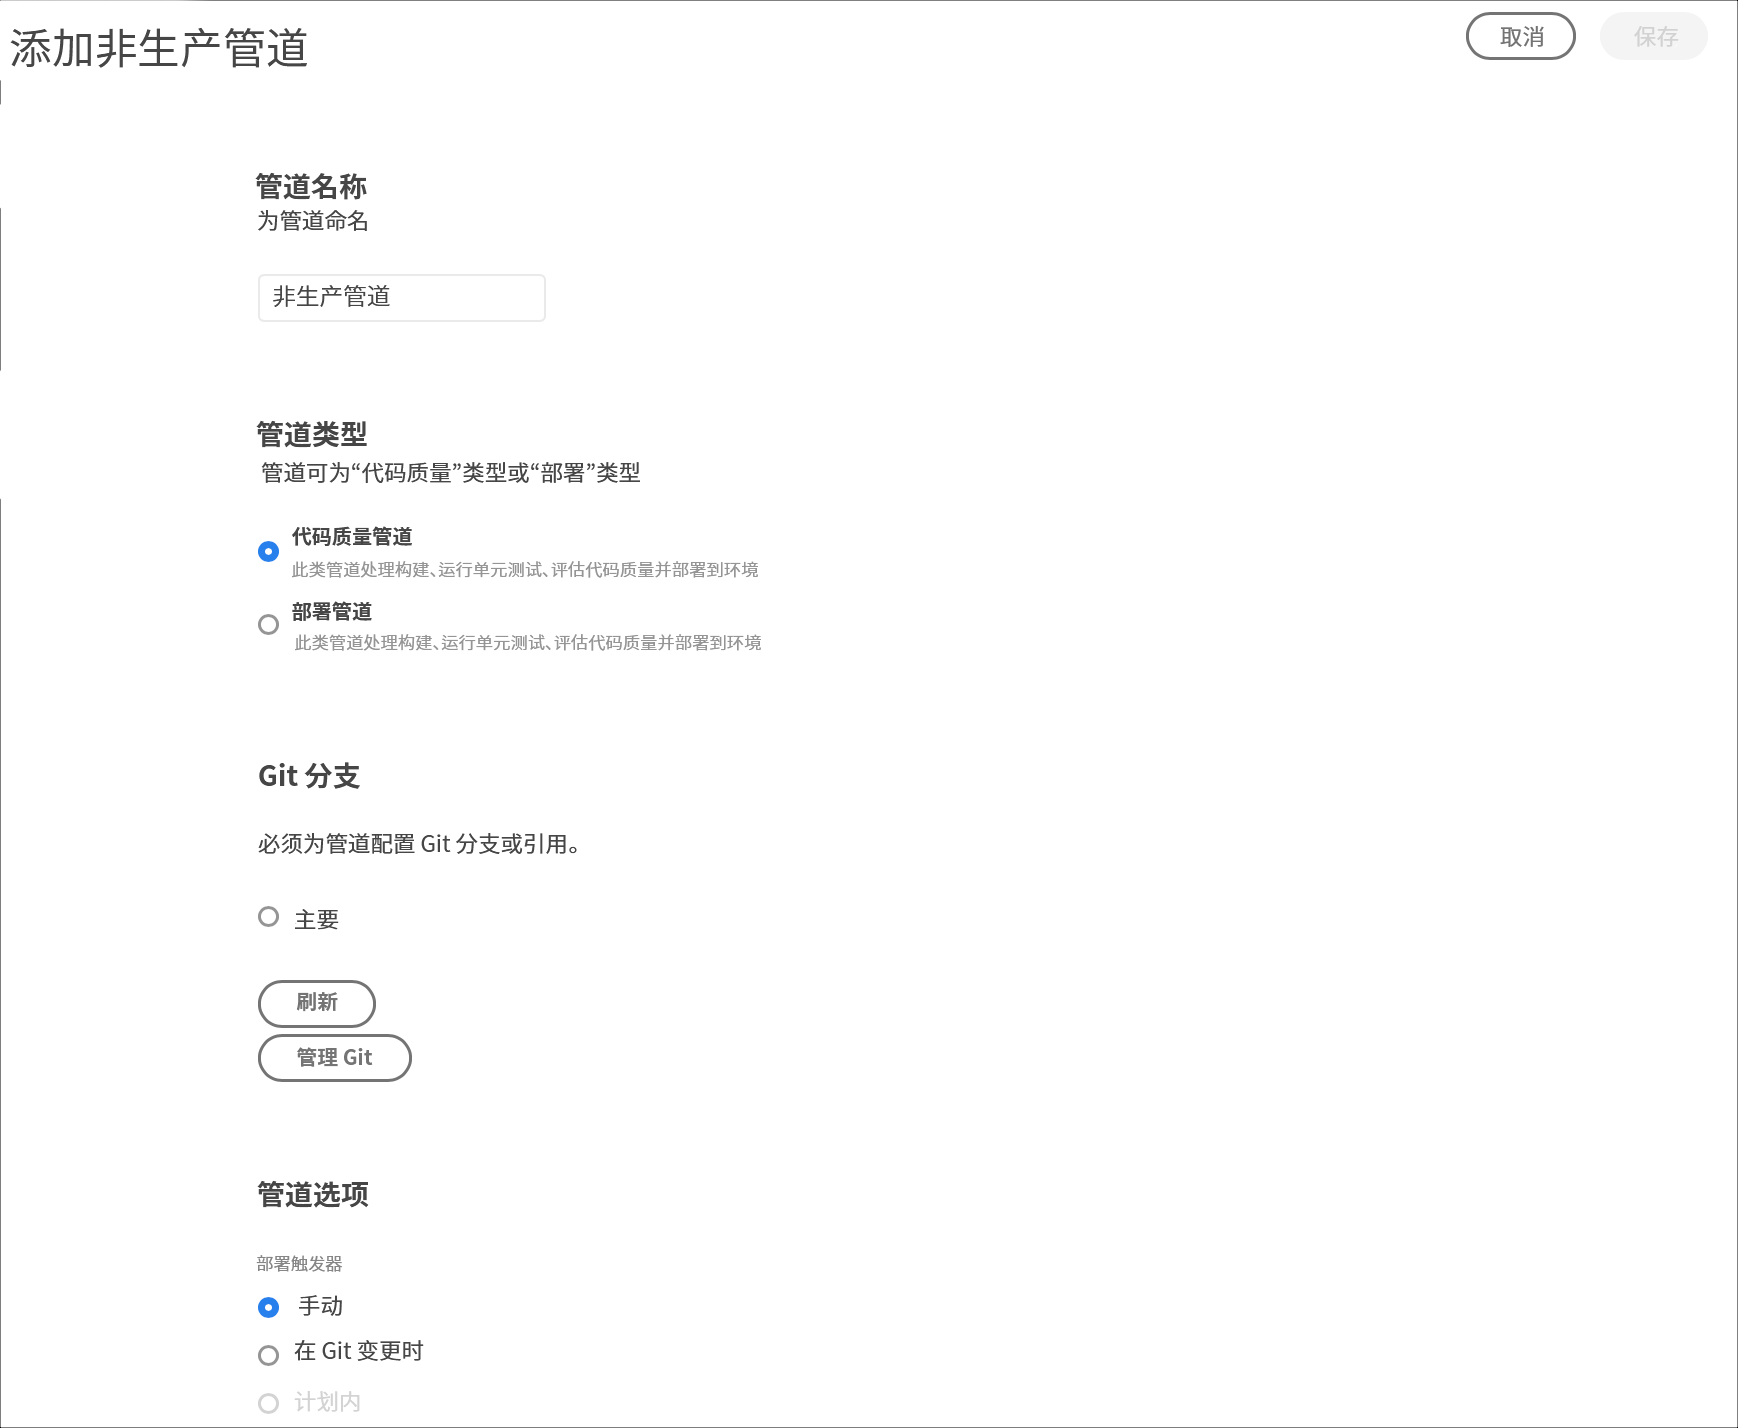 添加非生产管道
取消
保存
管道名称
为管道命名
非生产管道
管道类型
管道可为“代码质量”类型或“部署”类型
代码质量管道
此类管道处理构建、运行单元测试、评估代码质量并部署到环境
部署管道
此类管道处理构建、运行单元测试、评估代码质量并部署到环境
Git 分支
必须为管道配置 Git 分支或引用。
主要
刷新
管理 Git
管道选项
部署触发器
手动
在 Git 变更时
计划内